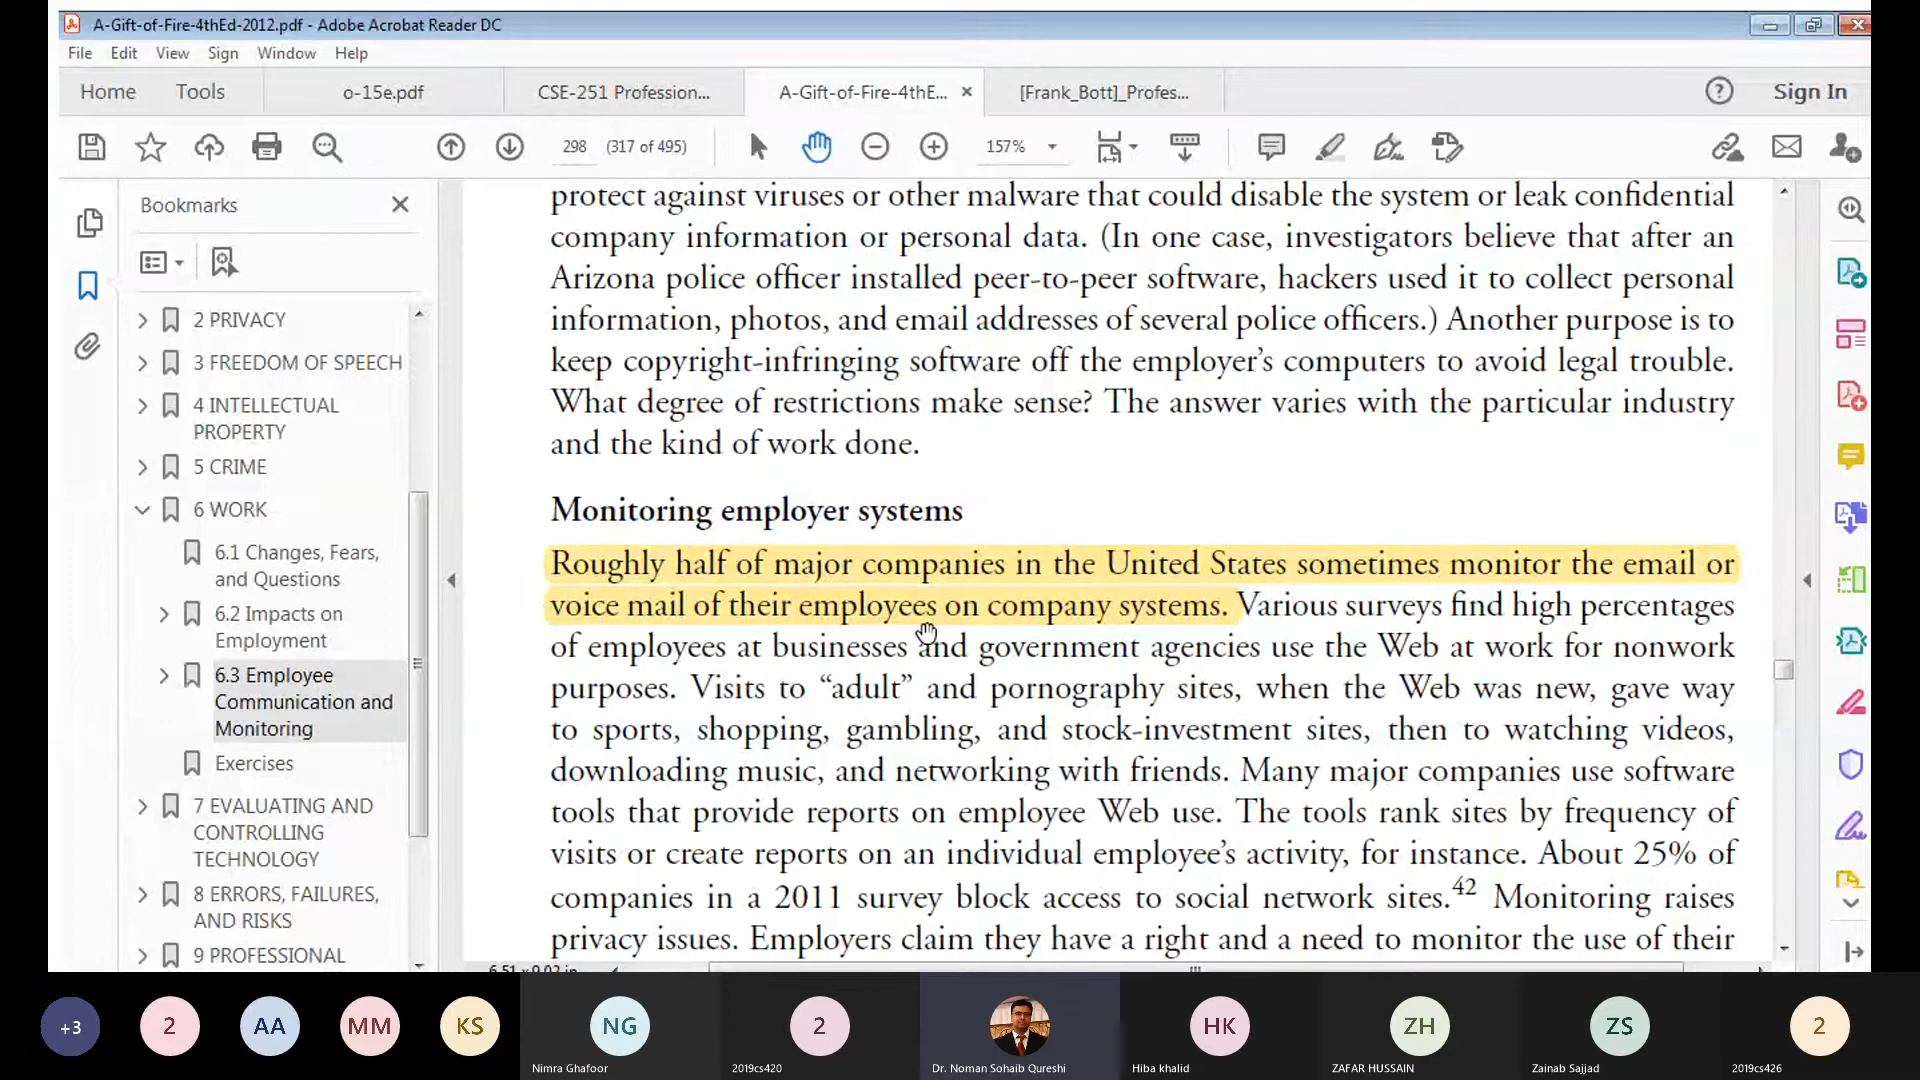 A-Gift-of-Fire-4thEd-2012.pdf - Adobe Acrobat Reader DC
File Edit View Sign Window Help
Home Tools o-15e.pdf CSE-251 Profession... A-Gift-of-Fire-4thE... [Frank_Bott]_Profes... Sign In
298 (317 of 495) 157%
Bookmarks
2 PRIVACY
3 FREEDOM OF SPEECH
4 INTELLECTUAL
PROPERTY
5 CRIME
6 WORK
6.1 Changes, Fears,
and Questions
6.2 Impacts on
Employment
6.3 Employee
Communication and
Monitoring
Exercises
7 EVALUATING AND
CONTROLLING
TECHNOLOGY
8 ERRORS, FAILURES,
AND RISKS
9 PROFESSIONAL
protect against viruses or other malware that could disable the system or leak confidential
company information or personal data. (In one case, investigators believe that after an
Arizona police officer installed peer-to-peer software, hackers used it to collect personal
information, photos, and email addresses of several police officers.) Another purpose is to
keep copyright-infringing software off the employer's computers to avoid legal trouble.
What degree of restrictions make sense? The answer varies with the particular industry
and the kind of work done.
Monitoring employer systems
Roughly half of major companies in the United States sometimes monitor the email or
voice mail of their employees on company systems. Various surveys find high percentages
of employees at businesses and government agencies use the Web at work for nonwork
purposes. Visits to “adult” and pornography sites, when the Web was new, gave way
to sports, shopping, gambling, and stock-investment sites, then to watching videos,
downloading music, and networking with friends. Many major companies use software
tools that provide reports on employee Web use. The tools rank sites by frequency of
visits or create reports on an individual employee's activity, for instance. About 25% of
companies in a 2011 survey block access to social network sites.42 Monitoring raises
privacy issues. Employers claim they have a right and a need to monitor the use of their
+3 2 AA MM KS NG 2 HK ZH ZS 2
Nimra Ghafoor 2019cs420 Dr. Noman Sohaib Qureshi Hiba khalid ZAFAR HUSSAIN Zainab Sajjad 2019cs426